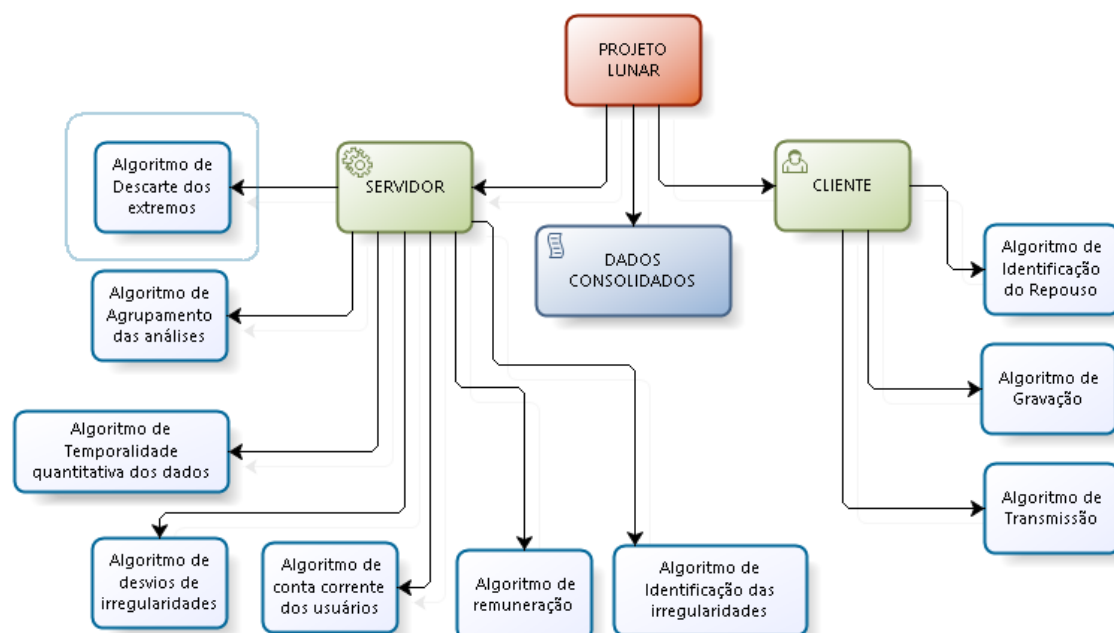 PROJETO
LUNAR
SERVIDOR
CLIENTE
DADOS
CONSOLIDADOS
Algoritmo de
Descarte dos
extremos
Algoritmo de
Agrupamento
das análises
Algoritmo de
Temporalidade
quantitativa dos dados
Algoritmo de
desvios de
irregularidades
Algoritmo de
conta corrente
dos usuários
Algoritmo de
remuneração
Algoritmo de
Identificação das
irregularidades
Algoritmo de
Identificação
do Repouso
Algoritmo de
Gravação
Algoritmo de
Transmissão